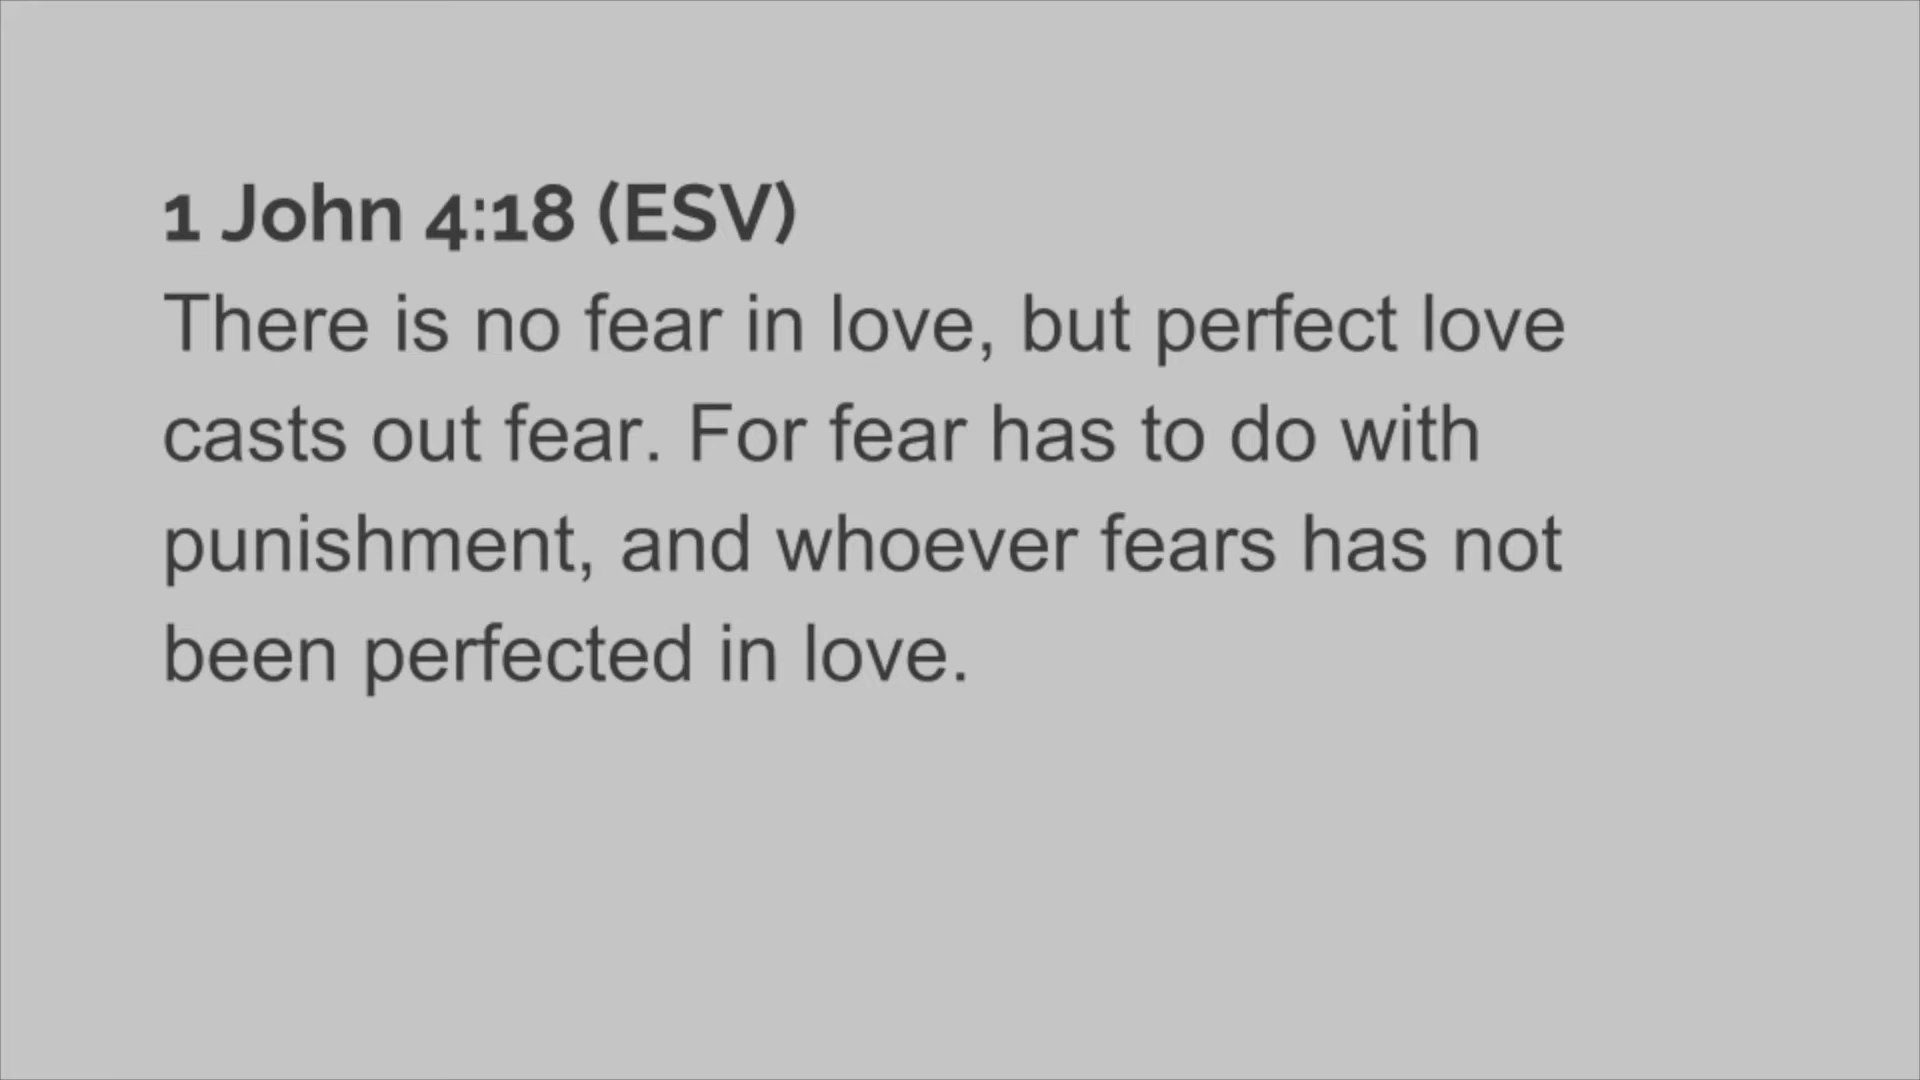 1 John 4:18 (ESV)
There is no fear in love, but perfect love
casts out fear. For fear has to do with
punishment, and whoever fears has not
been perfected in love.